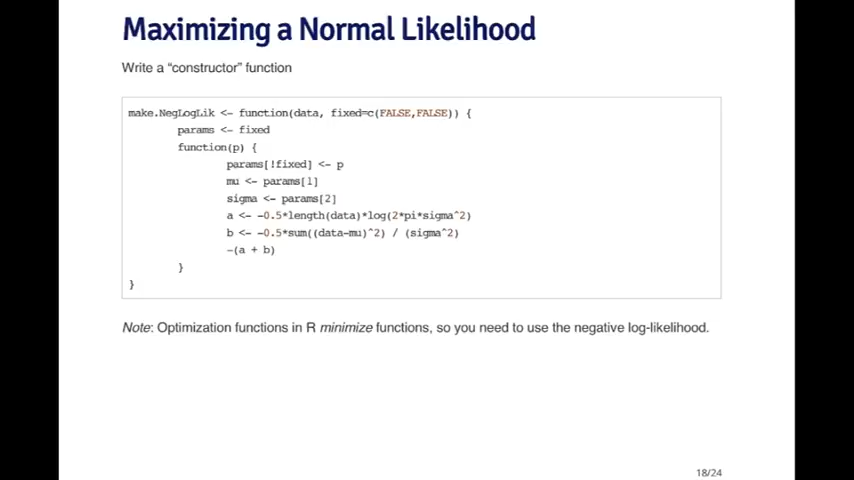 Maximizing a Normal Likelihood
Write a “constructor” function
make.NegLogLik <- function(data, fixed=c(FALSE,FALSE)) {
params <- fixed
function(p) {
params[!fixed] <- p
mu <- params[1]
sigma <- params[2]
a <- -0.5*length(data)*log(2*pi*sigma^2)
b <- -0.5*sum((data-mu)^2) / (sigma^2)
-(a + b)
}
}
Note: Optimization functions in R minimize functions, so you need to use the negative log-likelihood.
18/24